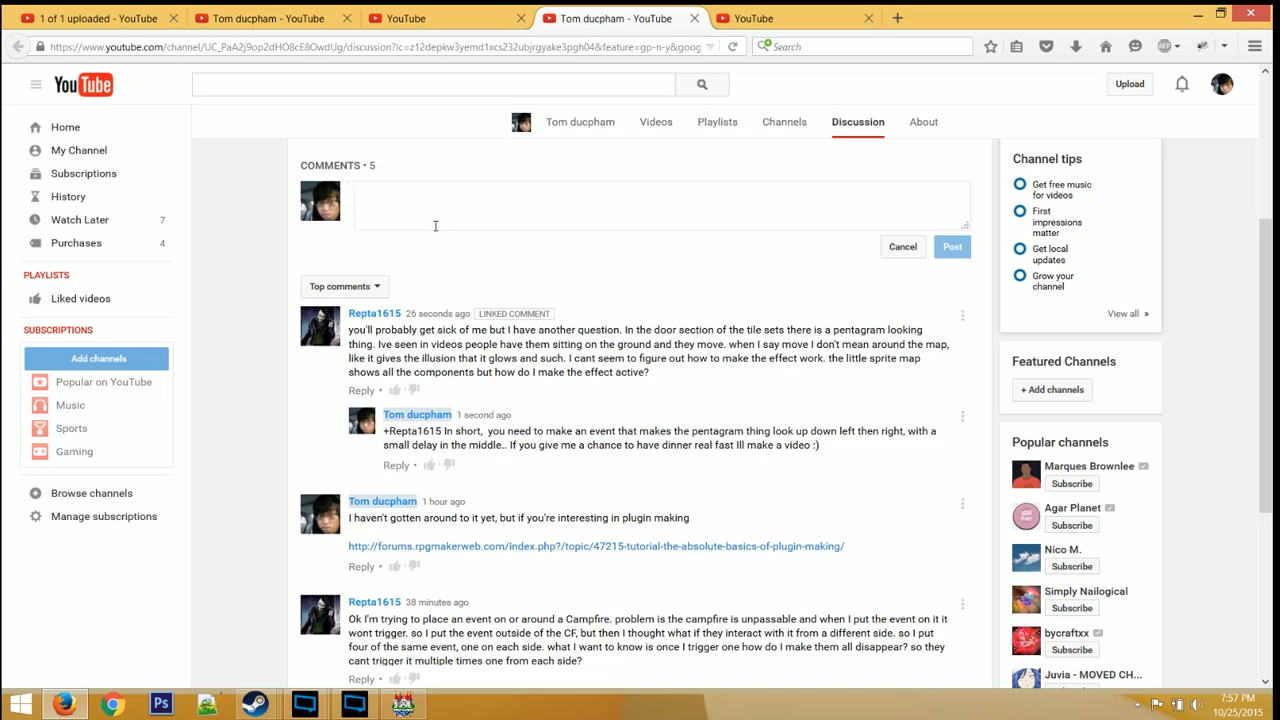 1 of 1 uploaded - YouTube
Tom ducpham - YouTube
YouTube
Tom ducpham - YouTube
YouTube
https://www.youtube.com/channel/UC_PaA2j9op2dHO8cE8OwdUg/discussion?lc=z12depkw3yemd1xcs232ubjrgyake3pgh04&feature=gp-n-y&goog
Search
YouTube
Upload
Home
My Channel
Subscriptions
History
Watch Later 7
Purchases 4
PLAYLISTS
Liked videos
SUBSCRIPTIONS
Add channels
Popular on YouTube
Music
Sports
Gaming
Browse channels
Manage subscriptions
Tom ducpham Videos Playlists Channels Discussion About
COMMENTS • 5
Cancel Post
Top comments
Repta1615 26 seconds ago LINKED COMMENT
you'll probably get sick of me but I have another question. In the door section of the tile sets there is a pentagram looking
thing. Ive seen in videos people have them sitting on the ground and they move. when I say move I don't mean around the map,
like it gives the illusion that it glows and such. I cant seem to figure out how to make the effect work. the little sprite map
shows all the components but how do I make the effect active?
Reply •
Tom ducpham 1 second ago
+Repta1615 In short, you need to make an event that makes the pentagram thing look up down left then right, with a
small delay in the middle.. If you give me a chance to have dinner real fast Ill make a video :)
Reply •
Tom ducpham 1 hour ago
I haven't gotten around to it yet, but if you're interesting in plugin making
http://forums.rpgmakerweb.com/index.php?/topic/47215-tutorial-the-absolute-basics-of-plugin-making/
Reply •
Repta1615 38 minutes ago
Ok I'm trying to place an event on or around a Campfire. problem is the campfire is unpassable and when I put the event on it it
wont trigger. so I put the event outside of the CF, but then I thought what if they interact with it from a different side. so I put
four of the same event, one on each side. what I want to know is once I trigger one how do I make them all disappear? so they
cant trigger it multiple times one from each side?
Reply •
Channel tips
Get free music
for videos
First
impressions
matter
Get local
updates
Grow your
channel
View all »
Featured Channels
+ Add channels
Popular channels
Marques Brownlee
Subscribe
Agar Planet
Subscribe
Nico M.
Subscribe
Simply Nailogical
Subscribe
bycraftxx
Subscribe
Juvia - MOVED CH...
Subscribe
Ps
7:57 PM
10/25/2015